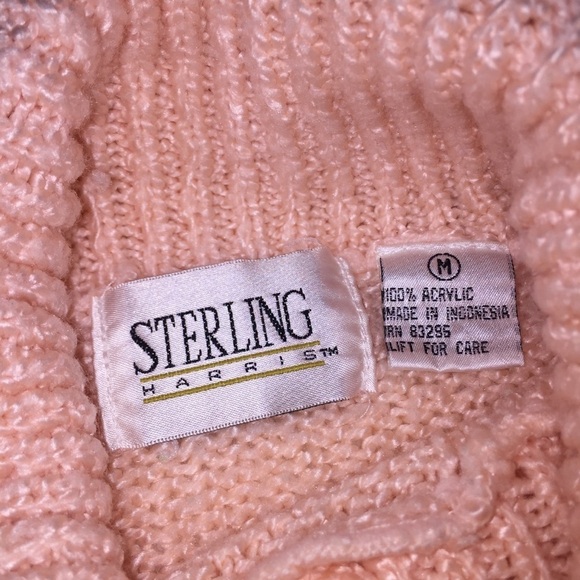 STERLING
HARRIS™
M
100% ACRYLIC
MADE IN INDONESIA
RN 83296
LIFT FOR CARE